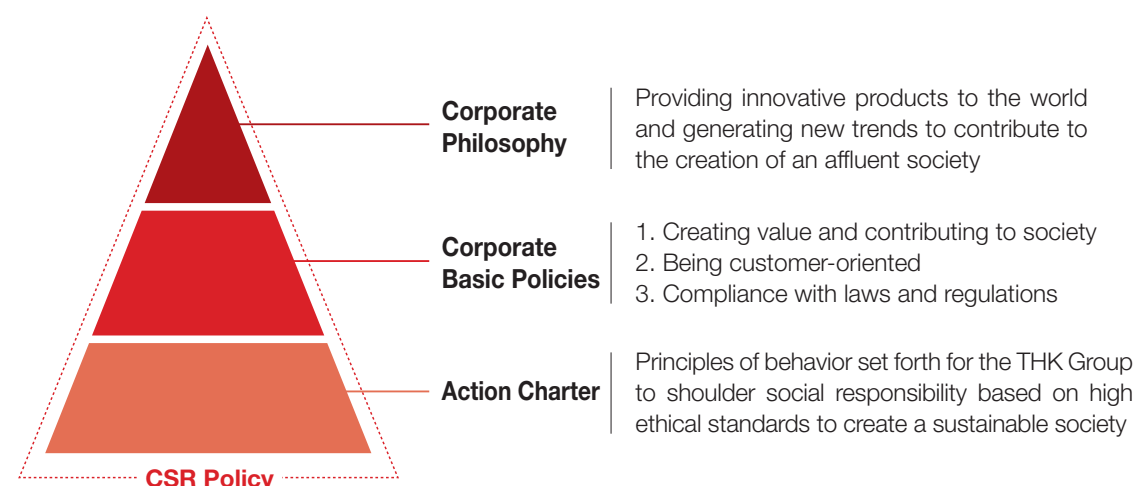 Corporate
Philosophy
Providing innovative products to the world
and generating new trends to contribute to
the creation of an affluent society
Corporate
Basic Policies
1. Creating value and contributing to society
2. Being customer-oriented
3. Compliance with laws and regulations
Action Charter
Principles of behavior set forth for the THK Group
to shoulder social responsibility based on high
ethical standards to create a sustainable society
CSR Policy